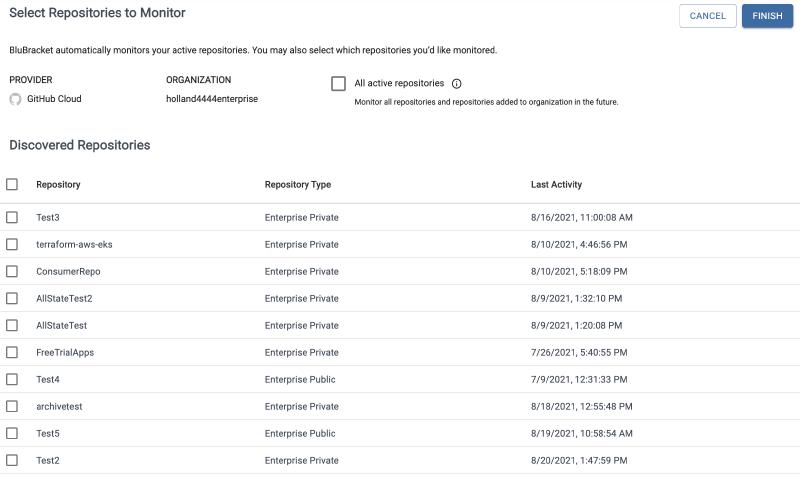 Select Repositories to Monitor
CANCEL FINISH
BluBracket automatically monitors your active repositories. You may also select which repositories you'd like monitored.
PROVIDER ORGANIZATION All active repositories
GitHub Cloud holland4444enterprise Monitor all repositories and repositories added to organization in the future.
Discovered Repositories
Repository Repository Type Last Activity
Test3 Enterprise Private 8/16/2021, 11:00:08 AM
terraform-aws-eks Enterprise Private 8/10/2021, 4:46:56 PM
ConsumerRepo Enterprise Private 8/10/2021, 5:18:09 PM
AllStateTest2 Enterprise Private 8/9/2021, 1:32:10 PM
AllStateTest Enterprise Private 8/9/2021, 1:20:08 PM
FreeTrialApps Enterprise Private 7/26/2021, 5:40:55 PM
Test4 Enterprise Public 7/9/2021, 12:31:33 PM
archivetest Enterprise Private 8/18/2021, 12:55:48 PM
Test5 Enterprise Public 8/19/2021, 10:58:54 AM
Test2 Enterprise Private 8/20/2021, 1:47:59 PM